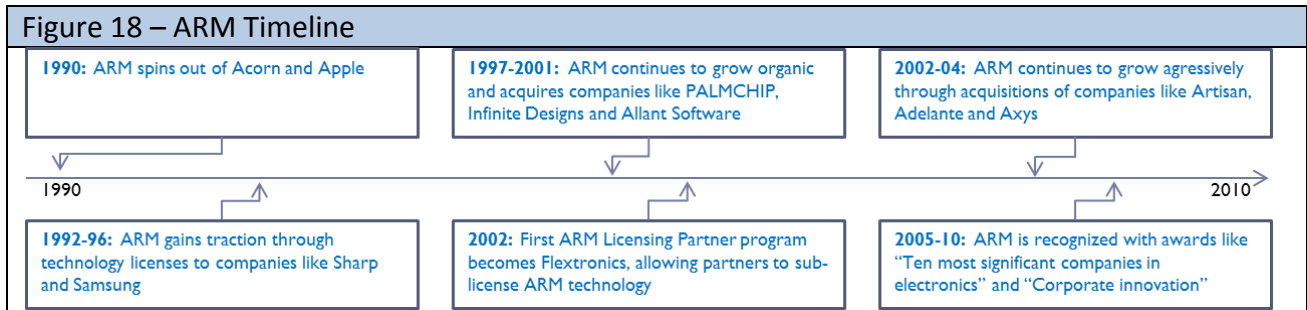 Figure 18 – ARM Timeline
1990: ARM spins out of Acorn and Apple
1997-2001: ARM continues to grow organic
and acquires companies like PALMCHIP,
Infinite Designs and Allant Software
2002-04: ARM continues to grow agressively
through acquisitions of companies like Artisan,
Adelante and Axys
1990
2010
1992-96: ARM gains traction through
technology licenses to companies like Sharp
and Samsung
2002: First ARM Licensing Partner program
becomes Flextronics, allowing partners to sub-
license ARM technology
2005-10: ARM is recognized with awards like
“Ten most significant companies in
electronics” and “Corporate innovation”